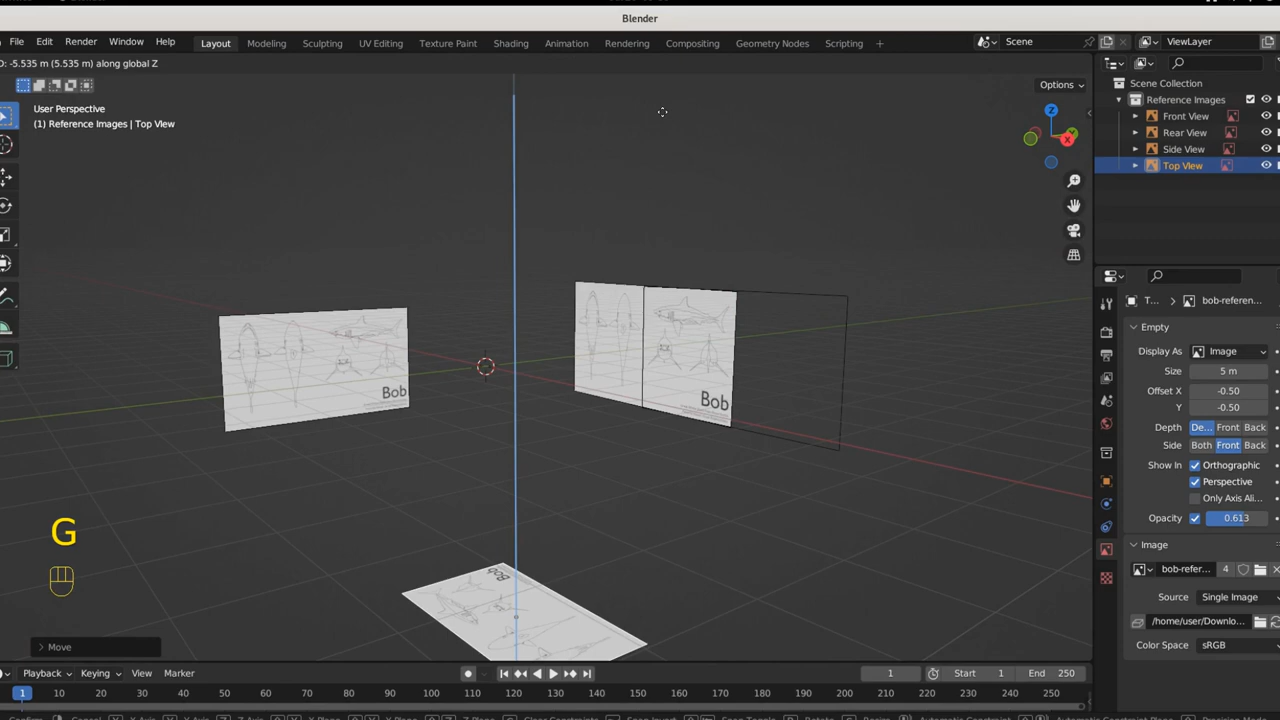 Blender
File Edit Render Window Help
Layout Modeling Sculpting UV Editing Texture Paint Shading Animation Rendering Compositing Geometry Nodes Scripting +
Scene
ViewLayer
D: -5.535 m (5.535 m) along global Z
Options
User Perspective
(1) Reference Images | Top View
Scene Collection
Reference Images
Front View
Rear View
Side View
Top View
Z
X
Bob
Bob
Bob
G
Move
T...
bob-referen...
Empty
Display As Image
Size 5 m
Offset X -0.50
Y -0.50
Depth De... Front Back
Side Both Front Back
Show In Orthographic
Perspective
Only Axis Ali...
Opacity 0.613
Image
bob-refer... 4
Source Single Image
/home/user/Downlo...
Color Space sRGB
Playback Keying View Marker
1
Start 1
End 250
1 10 20 30 40 50 60 70 80 90 100 110 120 130 140 150 160 170 180 190 200 210 220 230 240 250